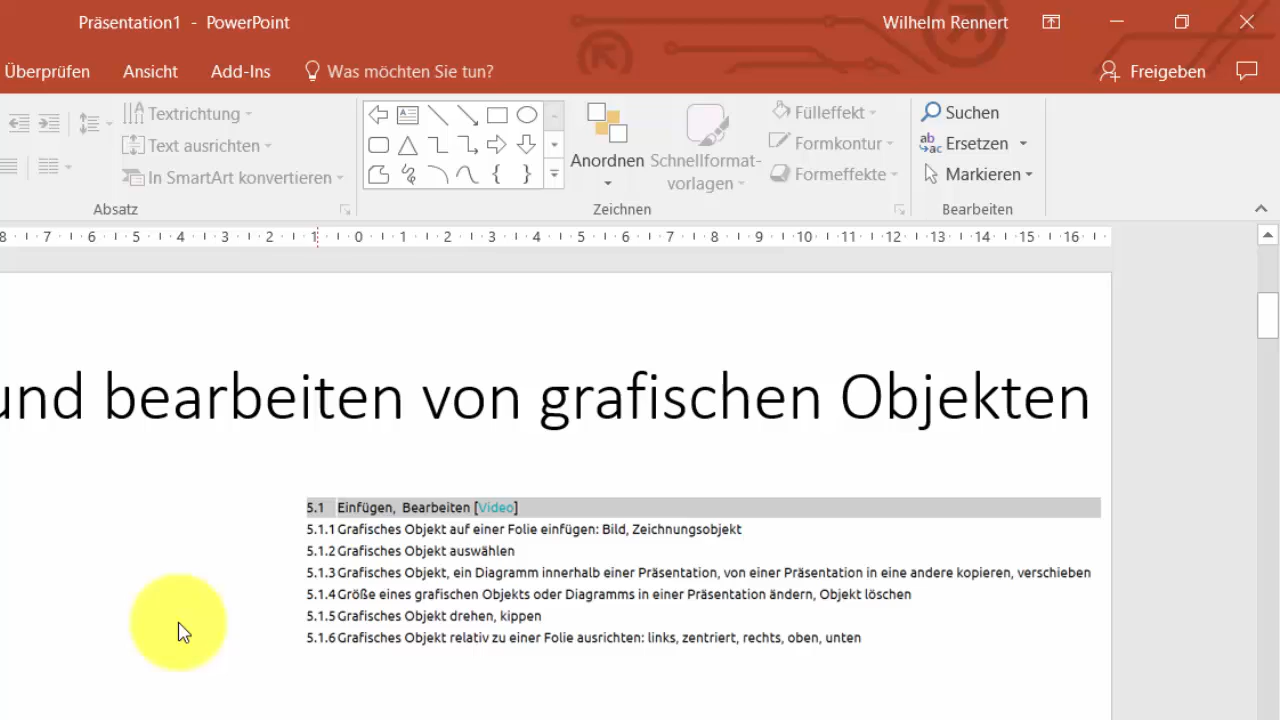 Präsentation1 - PowerPoint
Wilhelm Rennert
Überprüfen Ansicht Add-Ins Was möchten Sie tun? Freigeben
Textrichtung
Text ausrichten
In SmartArt konvertieren
Absatz
Anordnen
Schnellformat-
vorlagen
Fülleffekt
Formkontur
Formeffekte
Zeichnen
Suchen
Ersetzen
Markieren
Bearbeiten
8 7 6 5 4 3 2 1 0 1 2 3 4 5 6 7 8 9 10 11 12 13 14 15 16
und bearbeiten von grafischen Objekten
5.1 Einfügen, Bearbeiten [Video]
5.1.1 Grafisches Objekt auf einer Folie einfügen: Bild, Zeichnungsobjekt
5.1.2 Grafisches Objekt auswählen
5.1.3 Grafisches Objekt, ein Diagramm innerhalb einer Präsentation, von einer Präsentation in eine andere kopieren, verschieben
5.1.4 Größe eines grafischen Objekts oder Diagramms in einer Präsentation ändern, Objekt löschen
5.1.5 Grafisches Objekt drehen, kippen
5.1.6 Grafisches Objekt relativ zu einer Folie ausrichten: links, zentriert, rechts, oben, unten